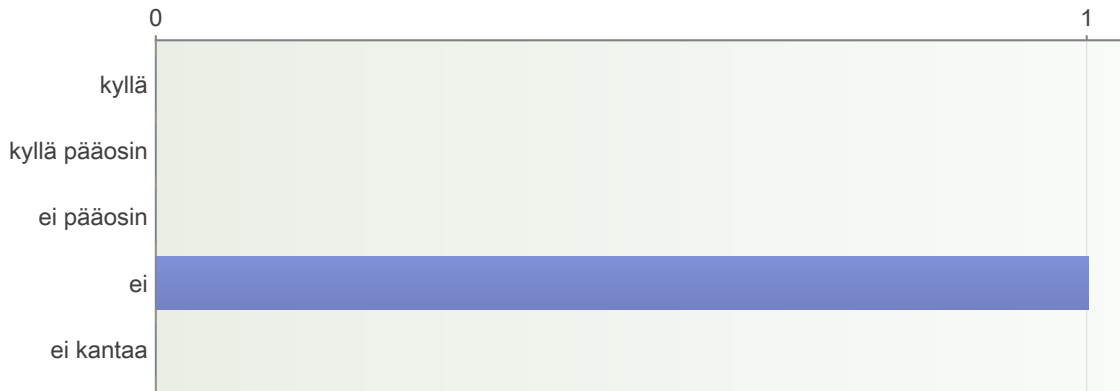 0 1
kyllä
kyllä pääosin
ei pääosin
ei
ei kantaa